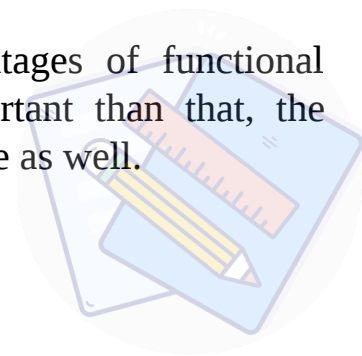 tages of functional
rtant than that, the
e as well.